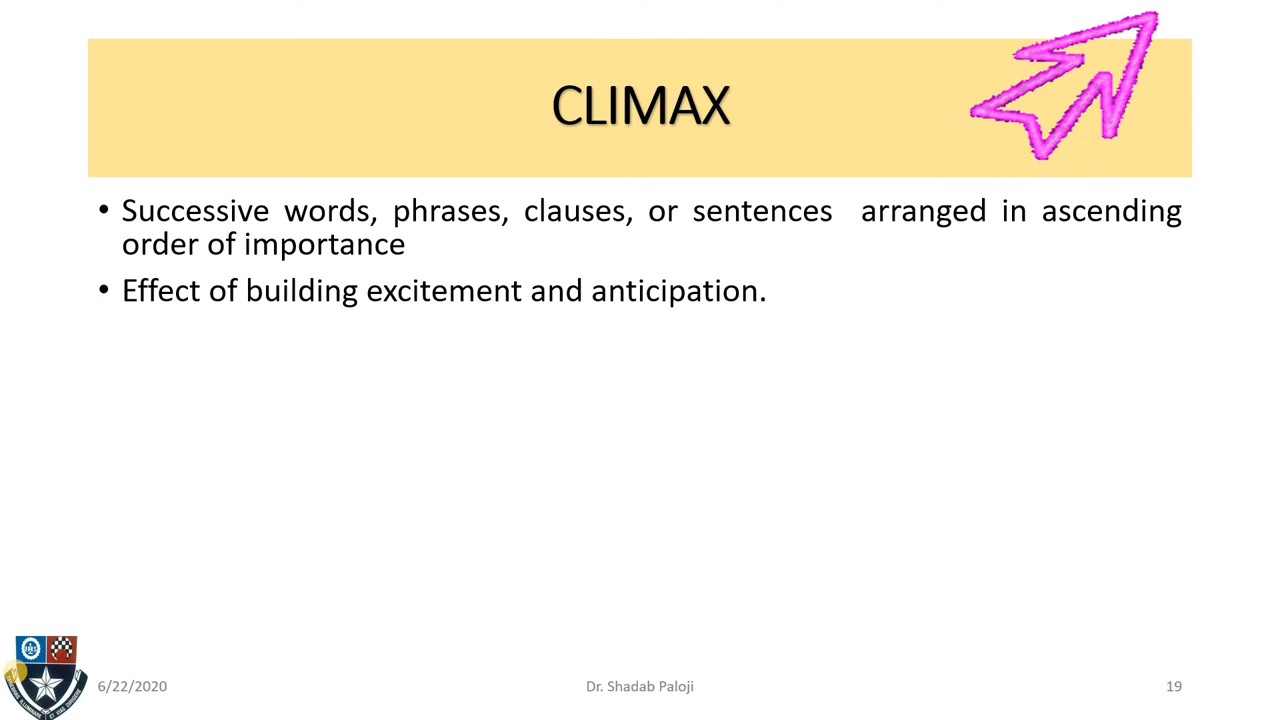 CLIMAX
• Successive words, phrases, clauses, or sentences arranged in ascending
order of importance
• Effect of building excitement and anticipation.
6/22/2020
Dr. Shadab Paloji
19